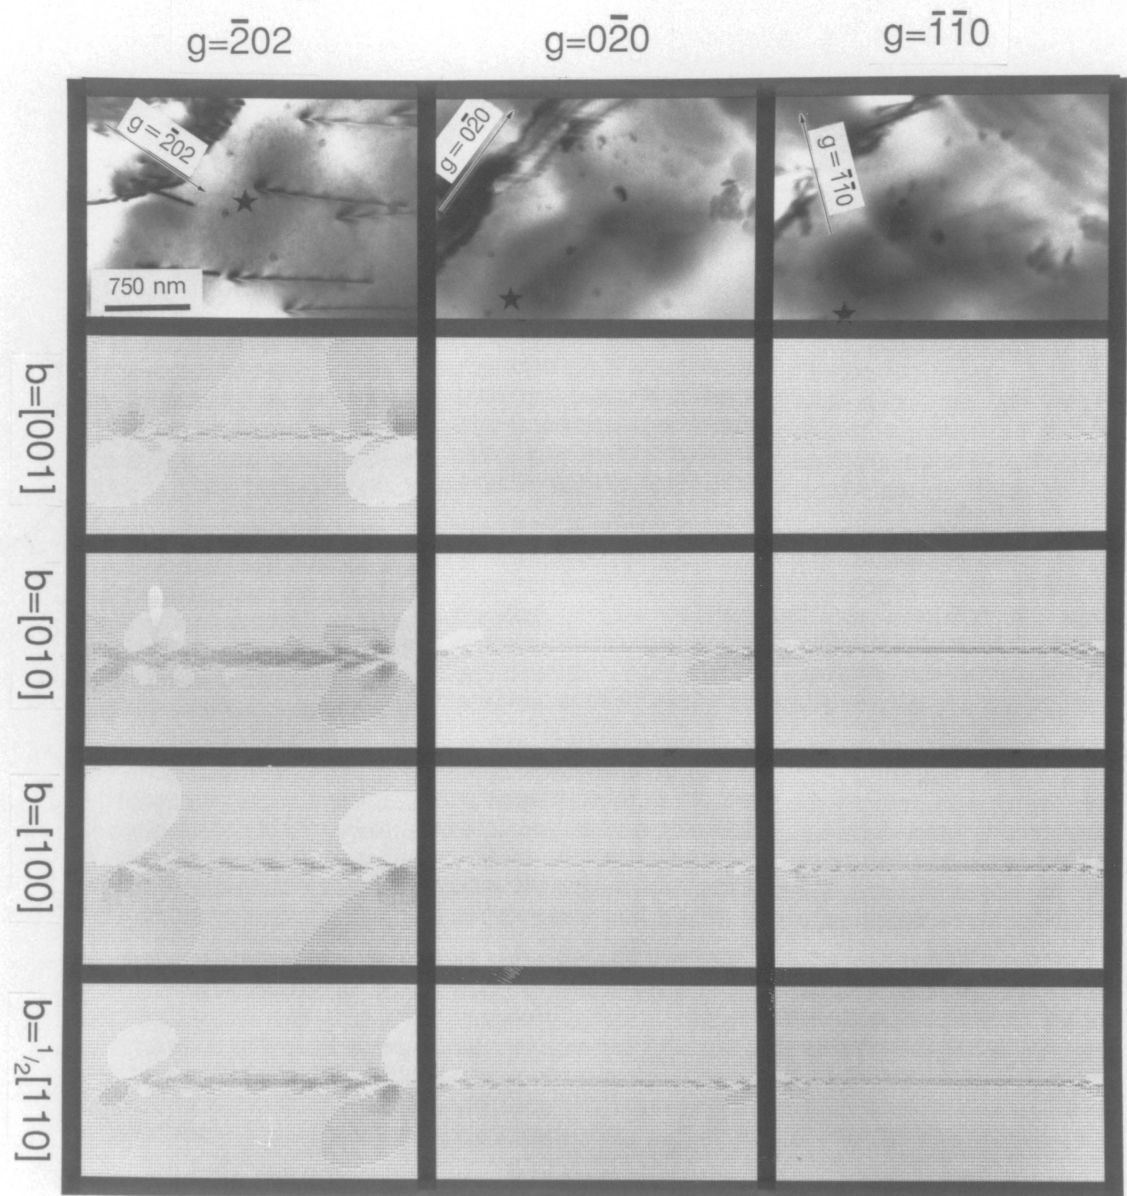 g=2̅02
g=02̅0
g=1̅1̅0
g=2̅02
g=02̅0
g=1̅1̅0
750 nm
b=[001]
b=[010]
b=[100]
b=¹/₂[110]